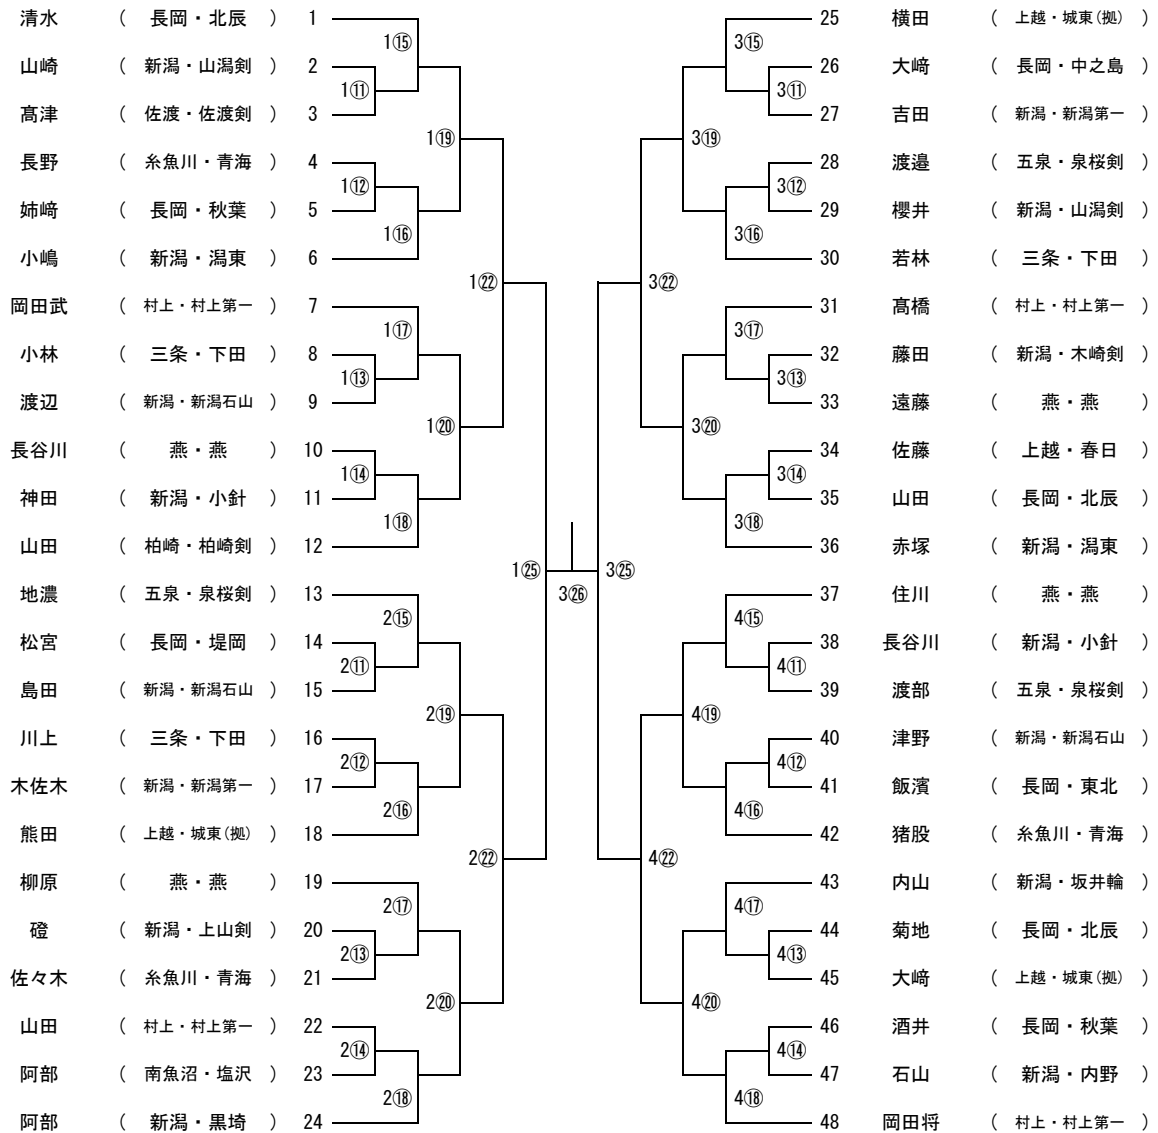 清水 ( 長岡・北辰 ) 1
山崎 ( 新潟・山潟剣 ) 2
髙津 ( 佐渡・佐渡剣 ) 3
長野 ( 糸魚川・青海 ) 4
姉﨑 ( 長岡・秋葉 ) 5
小嶋 ( 新潟・潟東 ) 6
岡田武 ( 村上・村上第一 ) 7
小林 ( 三条・下田 ) 8
渡辺 ( 新潟・新潟石山 ) 9
長谷川 ( 燕・燕 ) 10
神田 ( 新潟・小針 ) 11
山田 ( 柏崎・柏崎剣 ) 12
地濃 ( 五泉・泉桜剣 ) 13
松宮 ( 長岡・堤岡 ) 14
島田 ( 新潟・新潟石山 ) 15
川上 ( 三条・下田 ) 16
木佐木 ( 新潟・新潟第一 ) 17
熊田 ( 上越・城東(拠) ) 18
柳原 ( 燕・燕 ) 19
磴 ( 新潟・上山剣 ) 20
佐々木 ( 糸魚川・青海 ) 21
山田 ( 村上・村上第一 ) 22
阿部 ( 南魚沼・塩沢 ) 23
阿部 ( 新潟・黒埼 ) 24
1⑮
1⑪
1⑲
1⑫
1⑯
1㉒
1⑰
1⑬
1⑳
1⑭
1⑱
1㉕
2⑮
2⑪
2⑲
2⑫
2⑯
2㉒
2⑰
2⑬
2⑳
2⑭
2⑱
3㉖
3⑮
3⑪
3⑲
3⑫
3⑯
3㉒
3⑰
3⑬
3⑳
3⑭
3⑱
3㉕
4⑮
4⑪
4⑲
4⑫
4⑯
4㉒
4⑰
4⑬
4⑳
4⑭
4⑱
25 横田 ( 上越・城東(拠) )
26 大﨑 ( 長岡・中之島 )
27 吉田 ( 新潟・新潟第一 )
28 渡邉 ( 五泉・泉桜剣 )
29 櫻井 ( 新潟・山潟剣 )
30 若林 ( 三条・下田 )
31 髙橋 ( 村上・村上第一 )
32 藤田 ( 新潟・木崎剣 )
33 遠藤 ( 燕・燕 )
34 佐藤 ( 上越・春日 )
35 山田 ( 長岡・北辰 )
36 赤塚 ( 新潟・潟東 )
37 住川 ( 燕・燕 )
38 長谷川 ( 新潟・小針 )
39 渡部 ( 五泉・泉桜剣 )
40 津野 ( 新潟・新潟石山 )
41 飯濱 ( 長岡・東北 )
42 猪股 ( 糸魚川・青海 )
43 内山 ( 新潟・坂井輪 )
44 菊地 ( 長岡・北辰 )
45 大﨑 ( 上越・城東(拠) )
46 酒井 ( 長岡・秋葉 )
47 石山 ( 新潟・内野 )
48 岡田将 ( 村上・村上第一 )